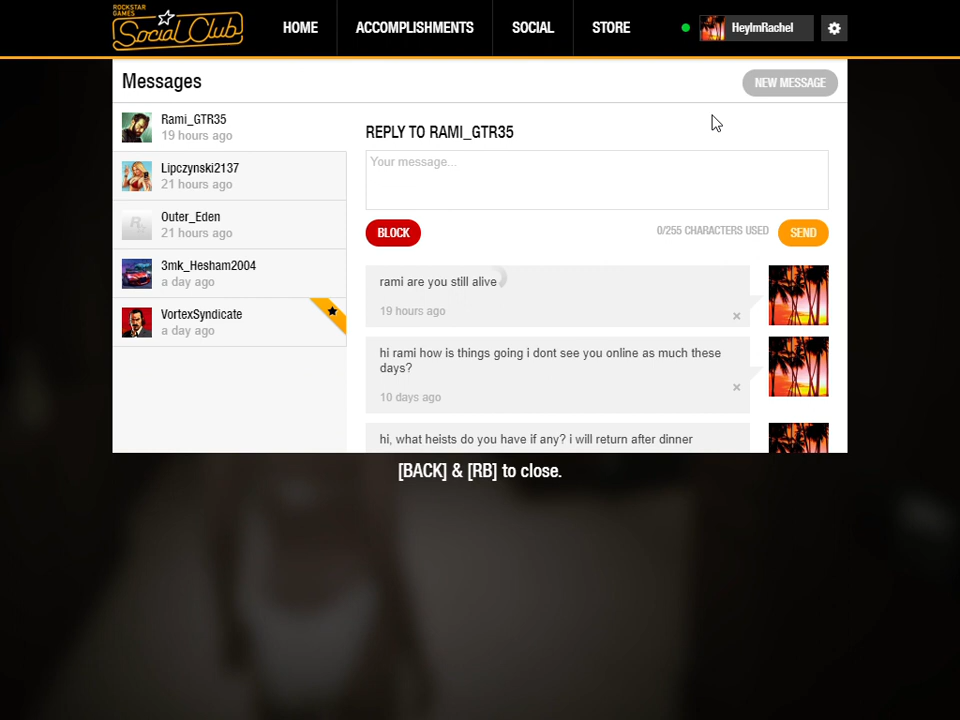 ROCKSTAR
GAMES
Social Club
HOME
ACCOMPLISHMENTS
SOCIAL
STORE
HeyImRachel
Messages
NEW MESSAGE
Rami_GTR35
19 hours ago
Lipczynski2137
21 hours ago
Outer_Eden
21 hours ago
3mk_Hesham2004
a day ago
VortexSyndicate
a day ago
REPLY TO RAMI_GTR35
Your message...
BLOCK
0/255 CHARACTERS USED
SEND
rami are you still alive
19 hours ago
hi rami how is things going i dont see you online as much these
days?
10 days ago
hi, what heists do you have if any? i will return after dinner
[BACK] & [RB] to close.